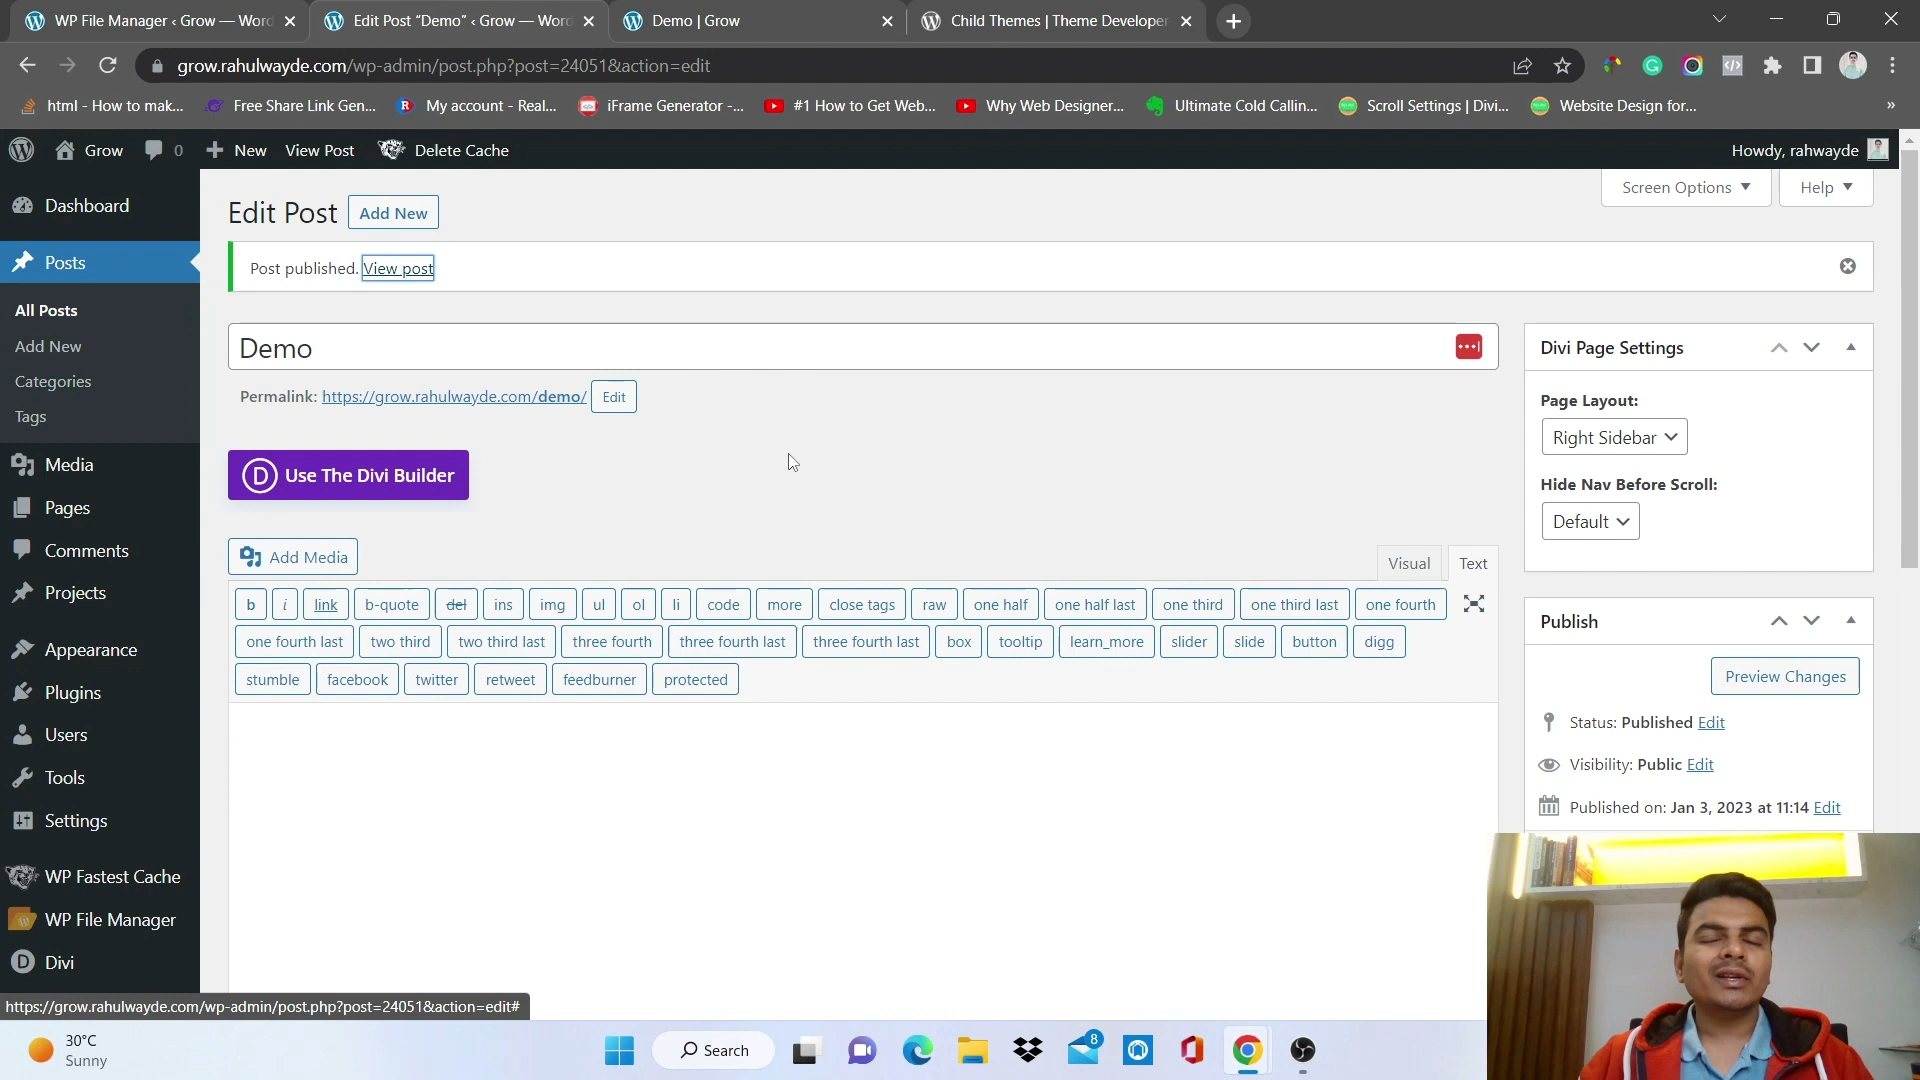 WP File Manager ‹ Grow — Word
Edit Post “Demo” ‹ Grow — Word
Demo | Grow
Child Themes | Theme Developer
grow.rahulwayde.com/wp-admin/post.php?post=24051&action=edit
html - How to mak...
Free Share Link Gen...
My account - Real...
iFrame Generator -...
#1 How to Get Web...
Why Web Designer...
Ultimate Cold Callin...
Scroll Settings | Divi...
Website Design for...
»
Grow
0
New
View Post
Delete Cache
Howdy, rahwayde
Dashboard
Posts
All Posts
Add New
Categories
Tags
Media
Pages
Comments
Projects
Appearance
Plugins
Users
Tools
Settings
WP Fastest Cache
WP File Manager
Divi
Screen Options
Help
Edit Post
Add New
Post published. View post
Demo
Permalink: https://grow.rahulwayde.com/demo/ Edit
Use The Divi Builder
Add Media
Visual
Text
b i link b-quote del ins img ul ol li code more close tags raw one half one half last one third one third last one fourth
one fourth last two third two third last three fourth three fourth last three fourth last box tooltip learn_more slider slide button digg
stumble facebook twitter retweet feedburner protected
Divi Page Settings
Page Layout:
Right Sidebar
Hide Nav Before Scroll:
Default
Publish
Preview Changes
Status: Published Edit
Visibility: Public Edit
Published on: Jan 3, 2023 at 11:14 Edit
https://grow.rahulwayde.com/wp-admin/post.php?post=24051&action=edit#
30°C
Sunny
Search
8